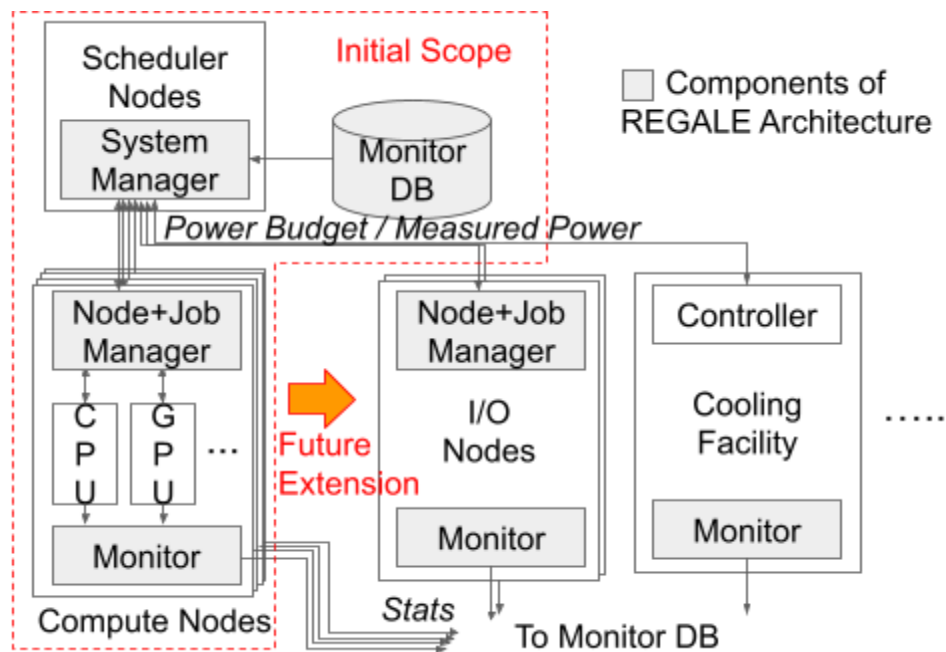 Scheduler
Nodes
System
Manager
Initial Scope
Monitor
DB
Components of
REGALE Architecture
Power Budget / Measured Power
Node+Job
Manager
C
P
U
G
P
U
...
Monitor
Compute Nodes
Future
Extension
Node+Job
Manager
I/O
Nodes
Monitor
Controller
Cooling
Facility
Monitor
.....
Stats
To Monitor DB